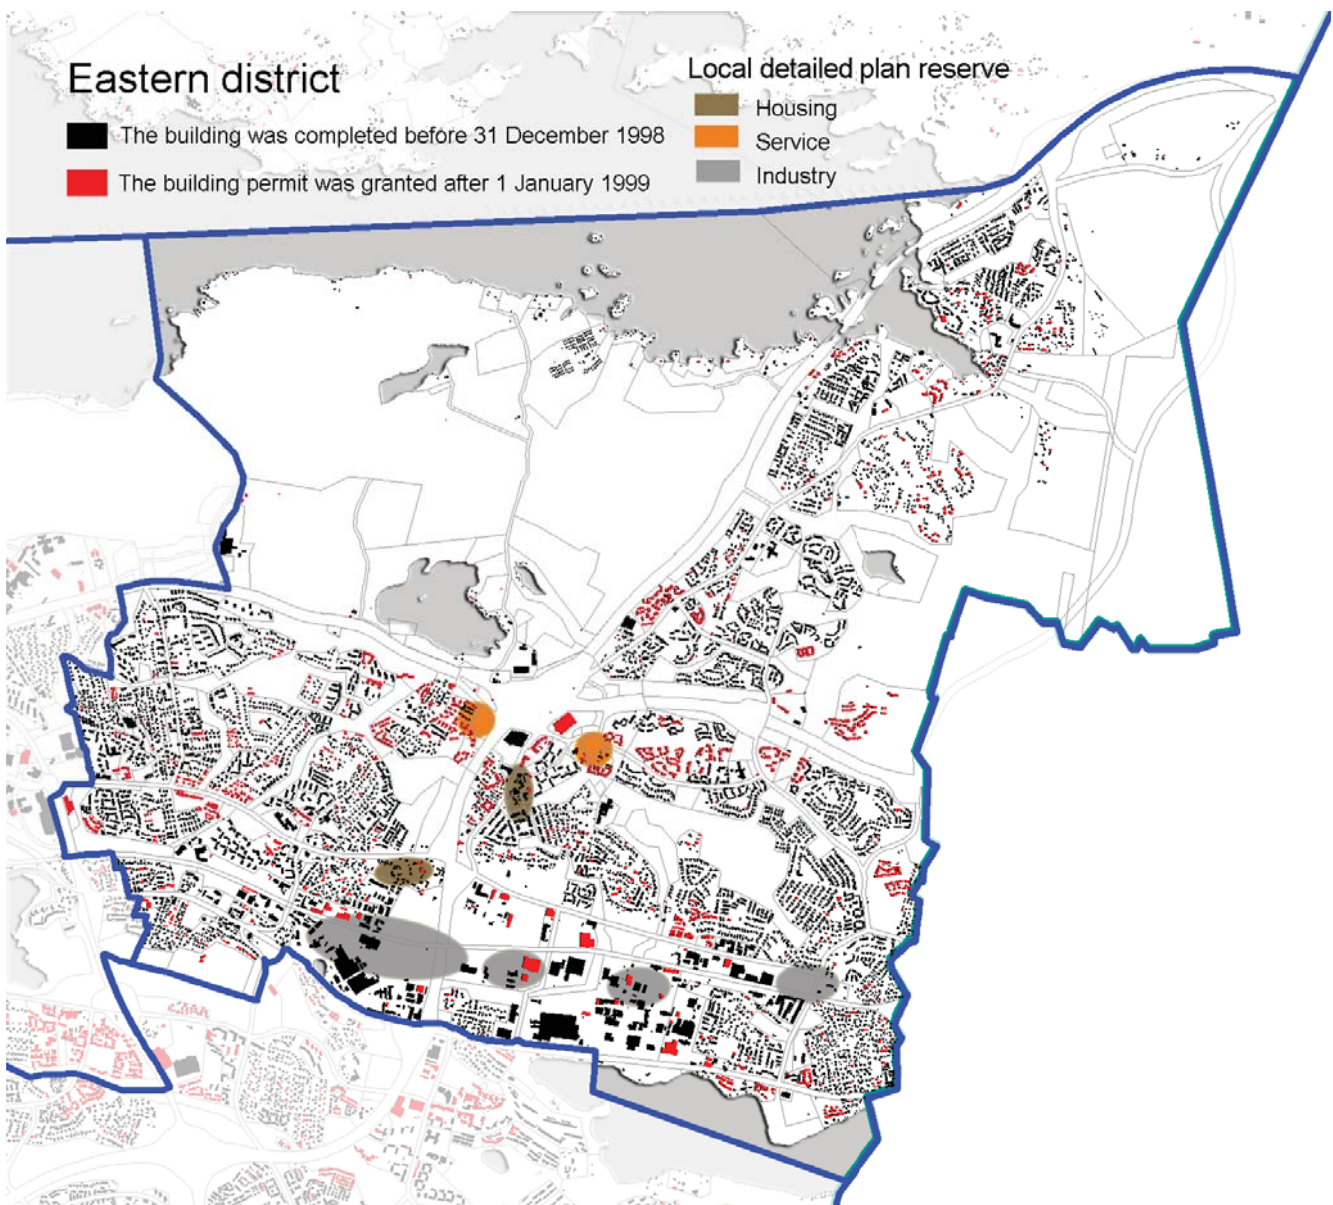 Eastern district
The building was completed before 31 December 1998
The building permit was granted after 1 January 1999
Local detailed plan reserve
Housing
Service
Industry